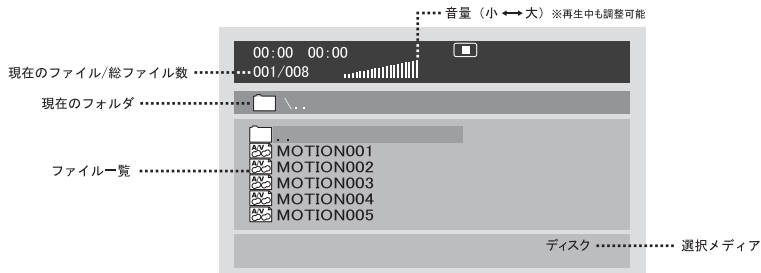 音量（小⟷大）※再生中も調整可能
00:00 00:00
現在のファイル/総ファイル数
001/008
現在のフォルダ
\..
..
MOTION001
ファイル一覧
MOTION002
MOTION003
MOTION004
MOTION005
ディスク
選択メディア